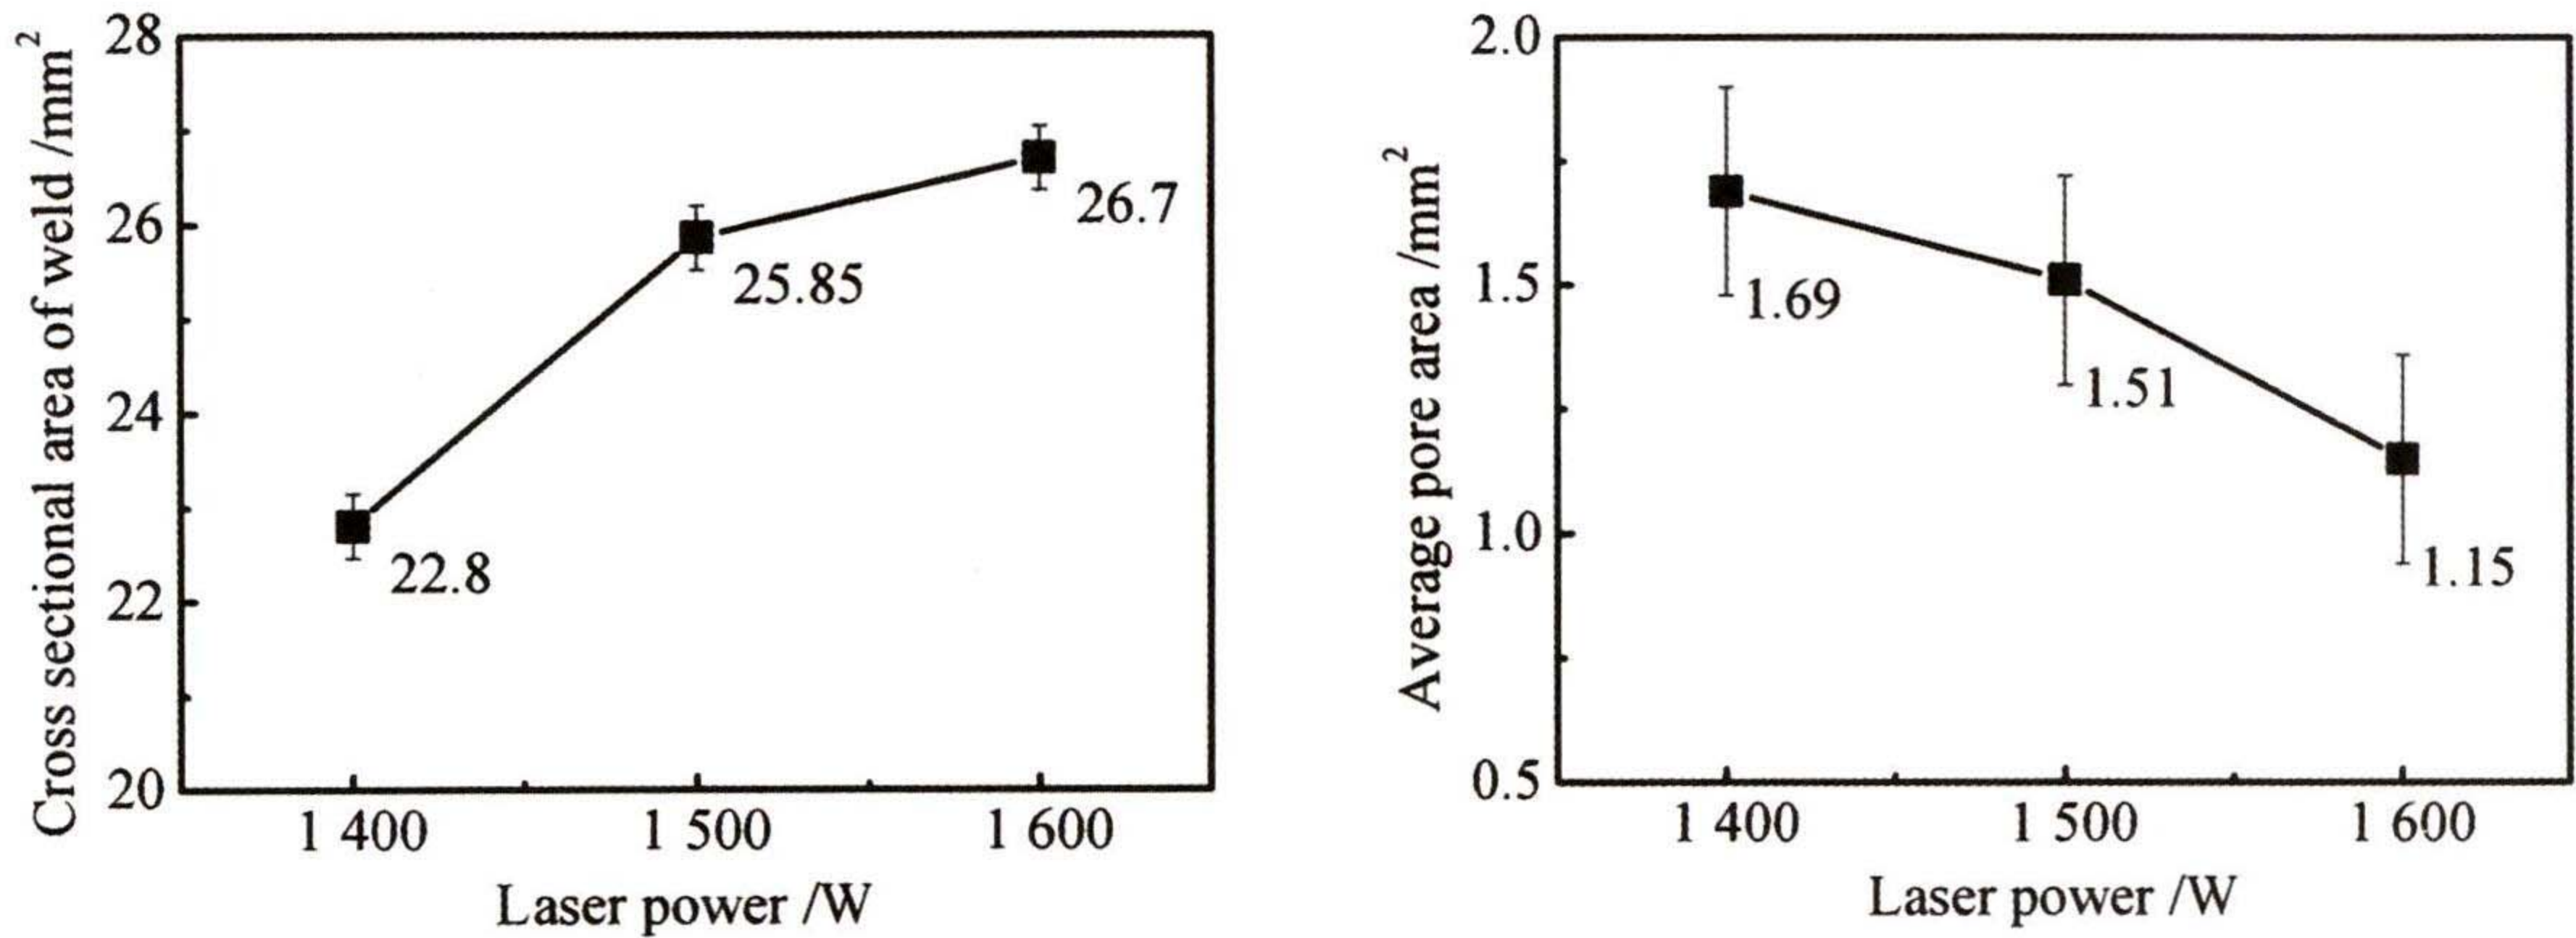 Cross sectional area of weld /mm²
28
26
24
22
20
22.8
25.85
26.7
1 400 1 500 1 600
Laser power /W
Average pore area /mm²
2.0
1.5
1.0
0.5
1.69
1.51
1.15
1 400 1 500 1 600
Laser power /W